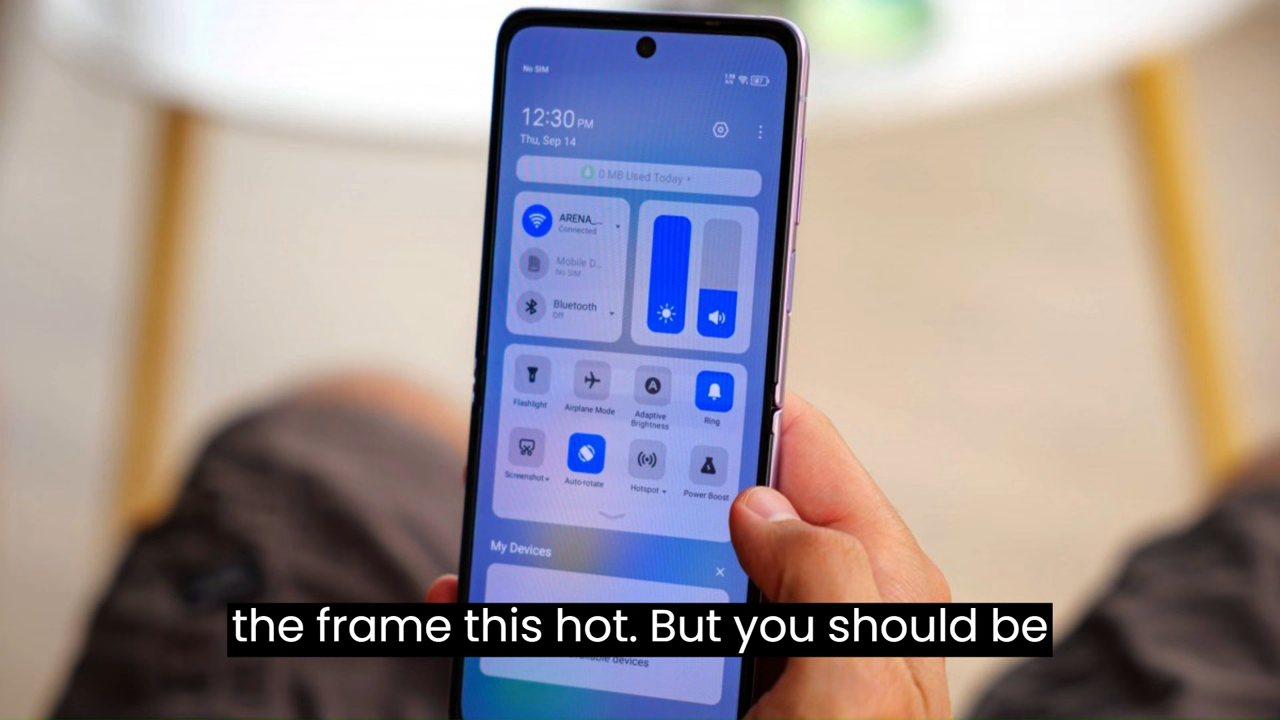 No SIM
12:30 PM
Thu, Sep 14
0 MB Used Today
ARENA_...
Connected
Mobile D...
No SIM
Bluetooth
Off
Flashlight
Airplane Mode
Adaptive
Brightness
Ring
Screenshot
Auto-rotate
Hotspot
Power Boost
My Devices
the frame this hot. But you should be
devices